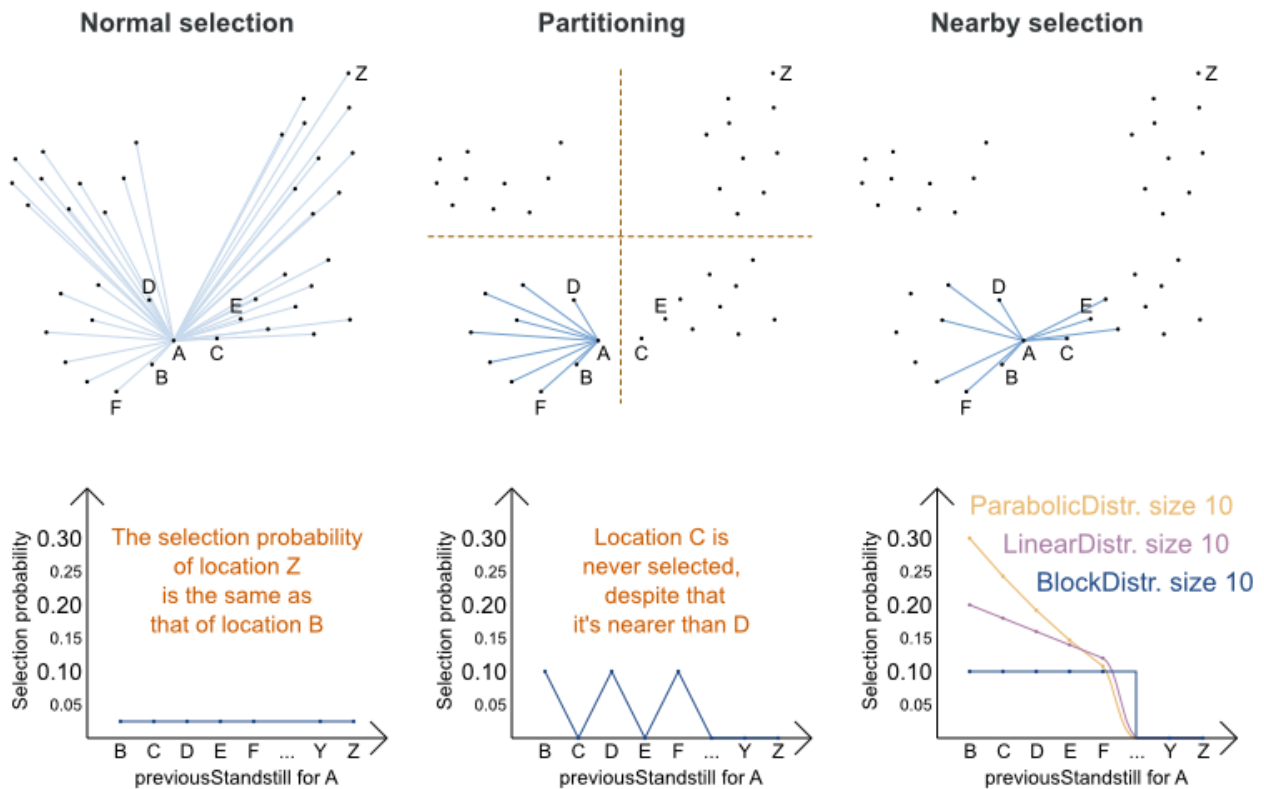 Normal selection
Partitioning
Nearby selection
Z
D
E
A
C
B
F
Z
D
E
A
C
B
F
Z
D
E
A
C
B
F
Selection probability
0.30
0.25
0.20
0.15
0.10
0.05
The selection probability
of location Z
is the same as
that of location B
B C D E F ... Y Z
previousStandstill for A
Selection probability
0.30
0.25
0.20
0.15
0.10
0.05
Location C is
never selected,
despite that
it's nearer than D
B C D E F ... Y Z
previousStandstill for A
Selection probability
0.30
0.25
0.20
0.15
0.10
0.05
ParabolicDistr. size 10
LinearDistr. size 10
BlockDistr. size 10
B C D E F ... Y Z
previousStandstill for A